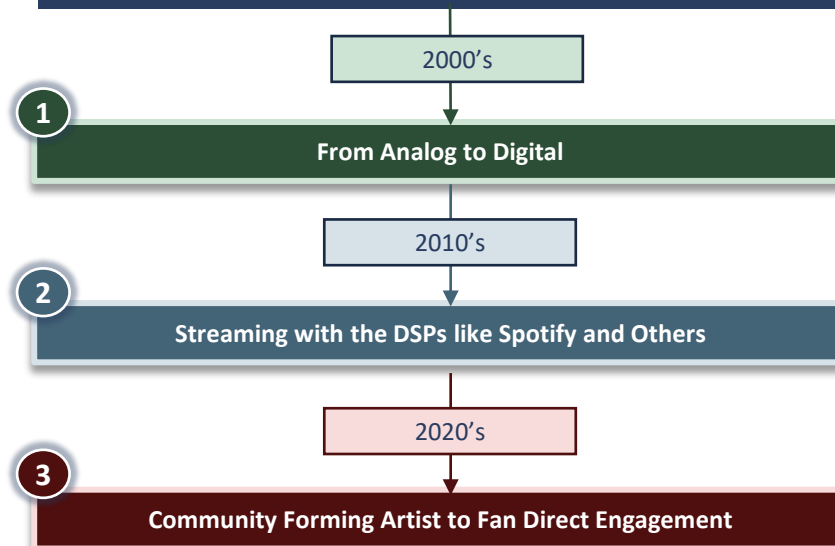 2000’s
1
From Analog to Digital
2010’s
2
Streaming with the DSPs like Spotify and Others
2020’s
3
Community Forming Artist to Fan Direct Engagement